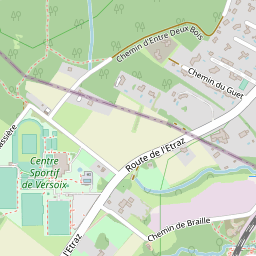 Chemin d'Entre Deux Bois
Chemin du Guet
Centre
Sportif
de Versoix
Route de l'Etraz
l'Etraz
Chemin de Braille